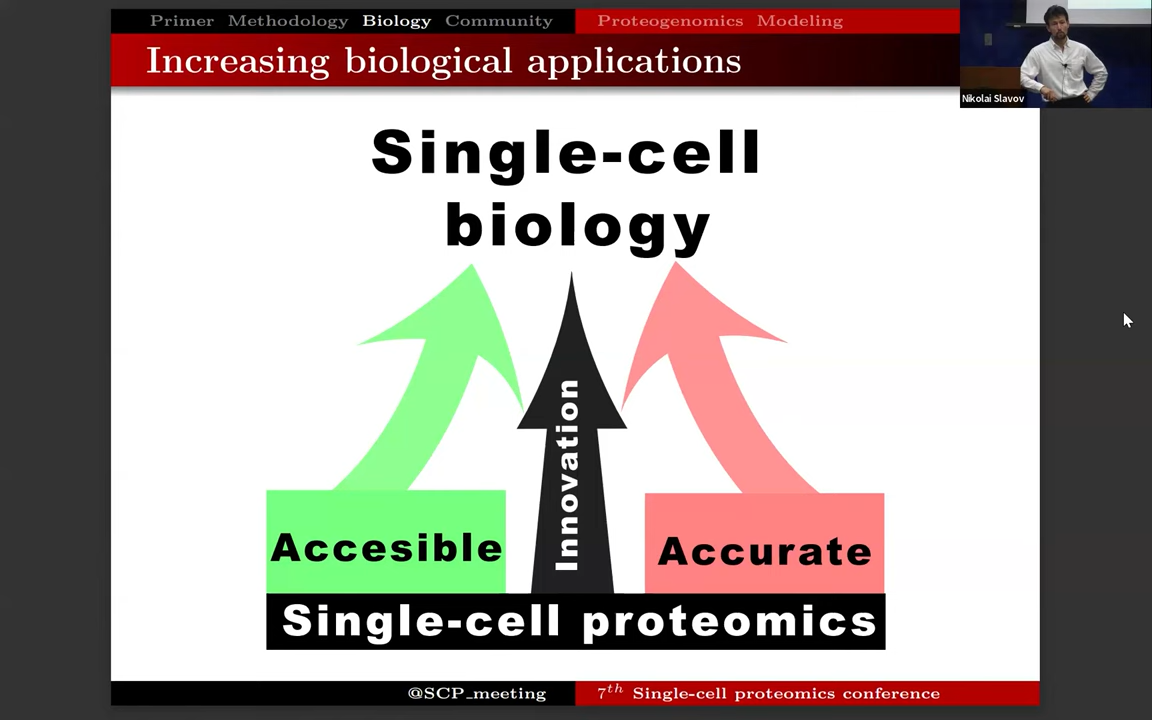 Primer Methodology Biology Community Proteogenomics Modeling
Increasing biological applications
Nikolai Slavov
Single-cell
biology
Innovation
Accesible
Accurate
Single-cell proteomics
@SCP_meeting
7th Single-cell proteomics conference